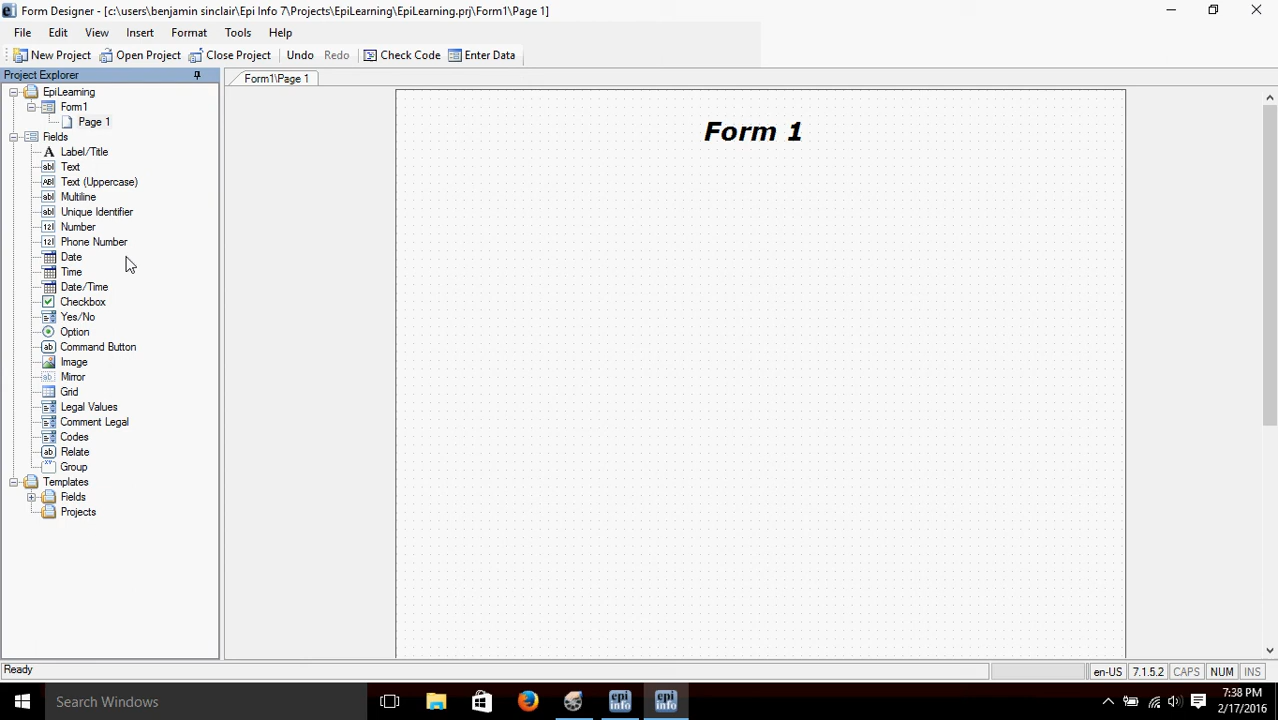 Form Designer - [c:\users\benjamin sinclair\Epi Info 7\Projects\EpiLearning\EpiLearning.prj\Form1\Page 1]
File Edit View Insert Format Tools Help
New Project Open Project Close Project Undo Redo Check Code Enter Data
Project Explorer
Form1\Page 1
EpiLearning
Form1
Page 1
Fields
Label/Title
Text
Text (Uppercase)
Multiline
Unique Identifier
Number
Phone Number
Date
Time
Date/Time
Checkbox
Yes/No
Option
Command Button
Image
Mirror
Grid
Legal Values
Comment Legal
Codes
Relate
Group
Templates
Fields
Projects
Form 1
Ready
en-US 7.1.5.2 CAPS NUM INS
Search Windows
epi info
epi info
7:38 PM
2/17/2016